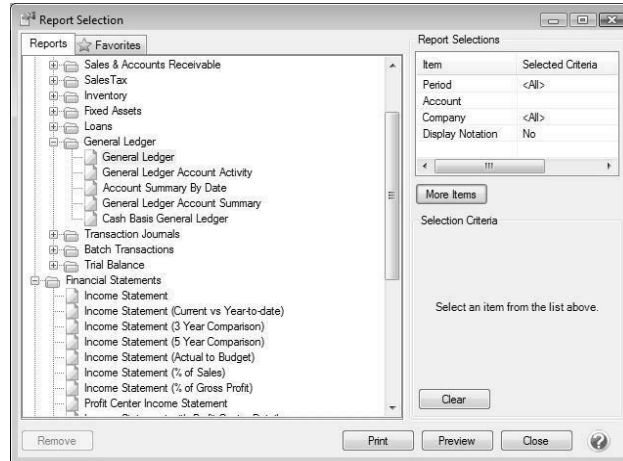 Report Selection
Reports
Favorites
Sales & Accounts Receivable
Sales Tax
Inventory
Fixed Assets
Loans
General Ledger
General Ledger
General Ledger Account Activity
Account Summary By Date
General Ledger Account Summary
Cash Basis General Ledger
Transaction Journals
Batch Transactions
Trial Balance
Financial Statements
Income Statement
Income Statement (Current vs Year-to-date)
Income Statement (3 Year Comparison)
Income Statement (5 Year Comparison)
Income Statement (Actual to Budget)
Income Statement (% of Sales)
Income Statement (% of Gross Profit)
Profit Center Income Statement
Report Selections
Item Selected Criteria
Period <All>
Account
Company <All>
Display Notation No
More Items
Selection Criteria
Select an item from the list above.
Clear
Remove
Print
Preview
Close